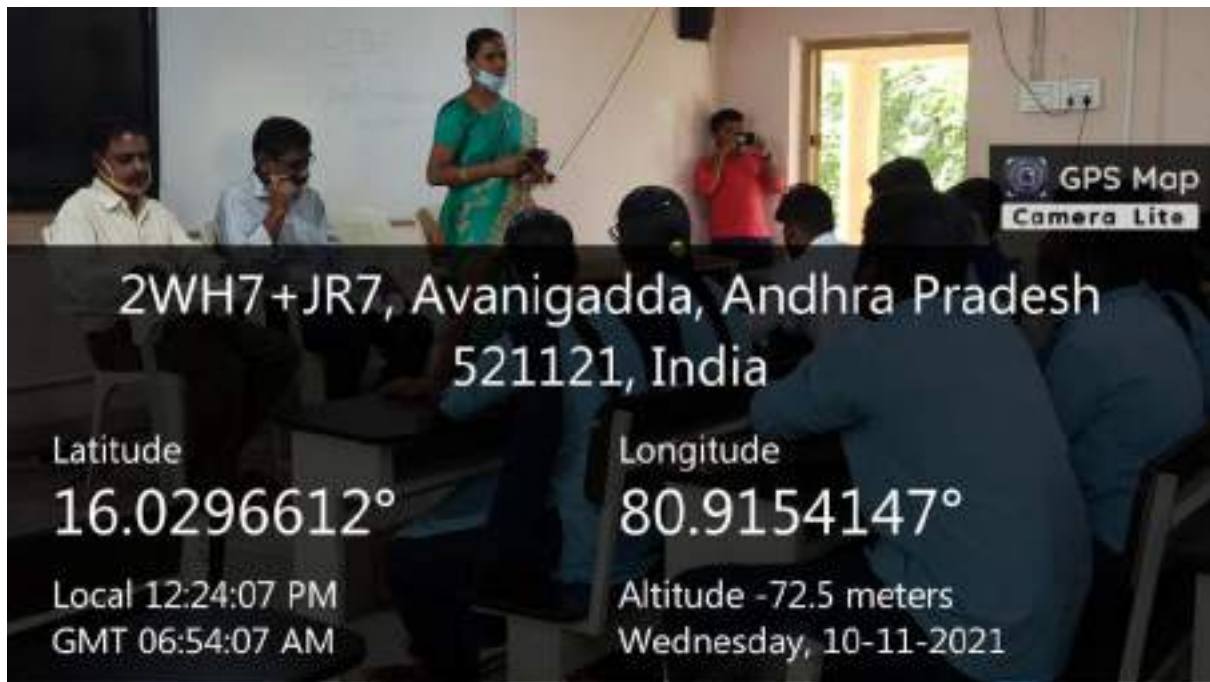 GPS Map
Camera Lite
2WH7+JR7, Avanigadda, Andhra Pradesh
521121, India
Latitude
16.0296612°
Longitude
80.9154147°
Local 12:24:07 PM
GMT 06:54:07 AM
Altitude -72.5 meters
Wednesday, 10-11-2021